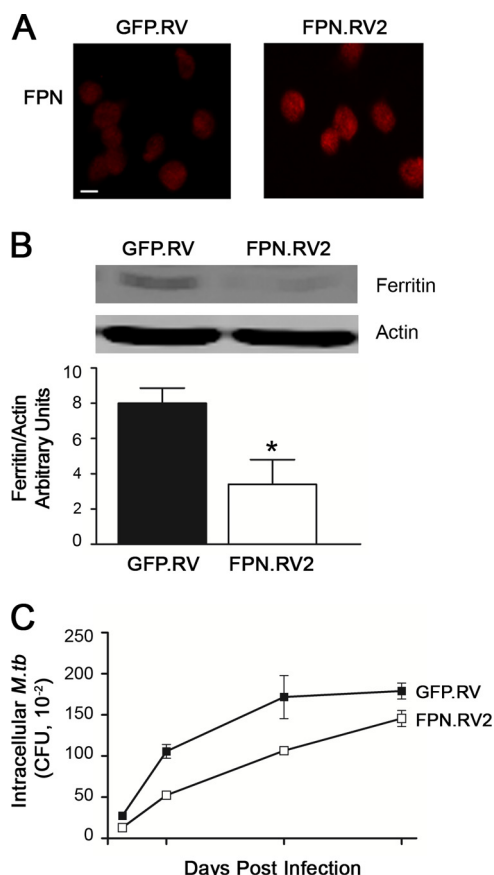 A
GFP.RV
FPN.RV2
FPN
B
GFP.RV
FPN.RV2
Ferritin
Actin
Ferritin/Actin
Arbitrary Units
10
8
6
4
2
0
*
GFP.RV
FPN.RV2
C
Intracellular M.tb
(CFU, 10⁻²)
250
200
150
100
50
0
GFP.RV
FPN.RV2
Days Post Infection